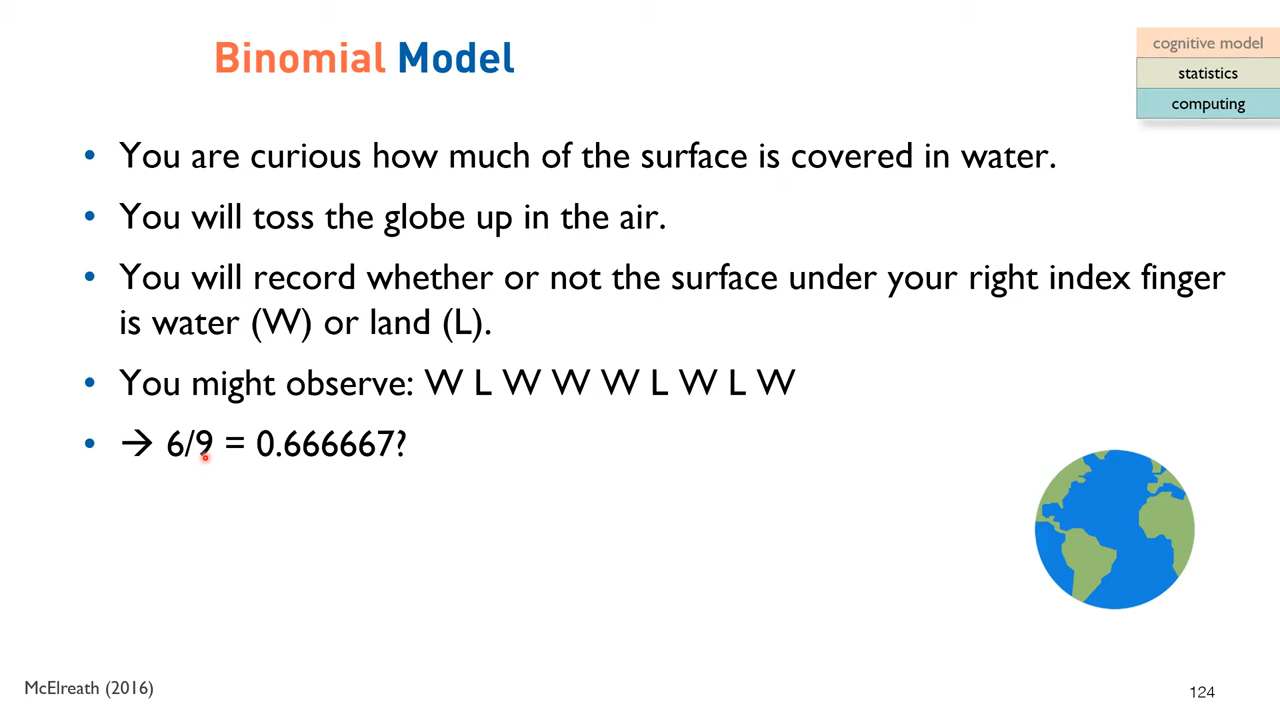 Binomial Model
cognitive model
statistics
computing
• You are curious how much of the surface is covered in water.
• You will toss the globe up in the air.
• You will record whether or not the surface under your right index finger
is water (W) or land (L).
• You might observe: W L W W W L W L W
• → 6/9 = 0.666667?
McElreath (2016)
124